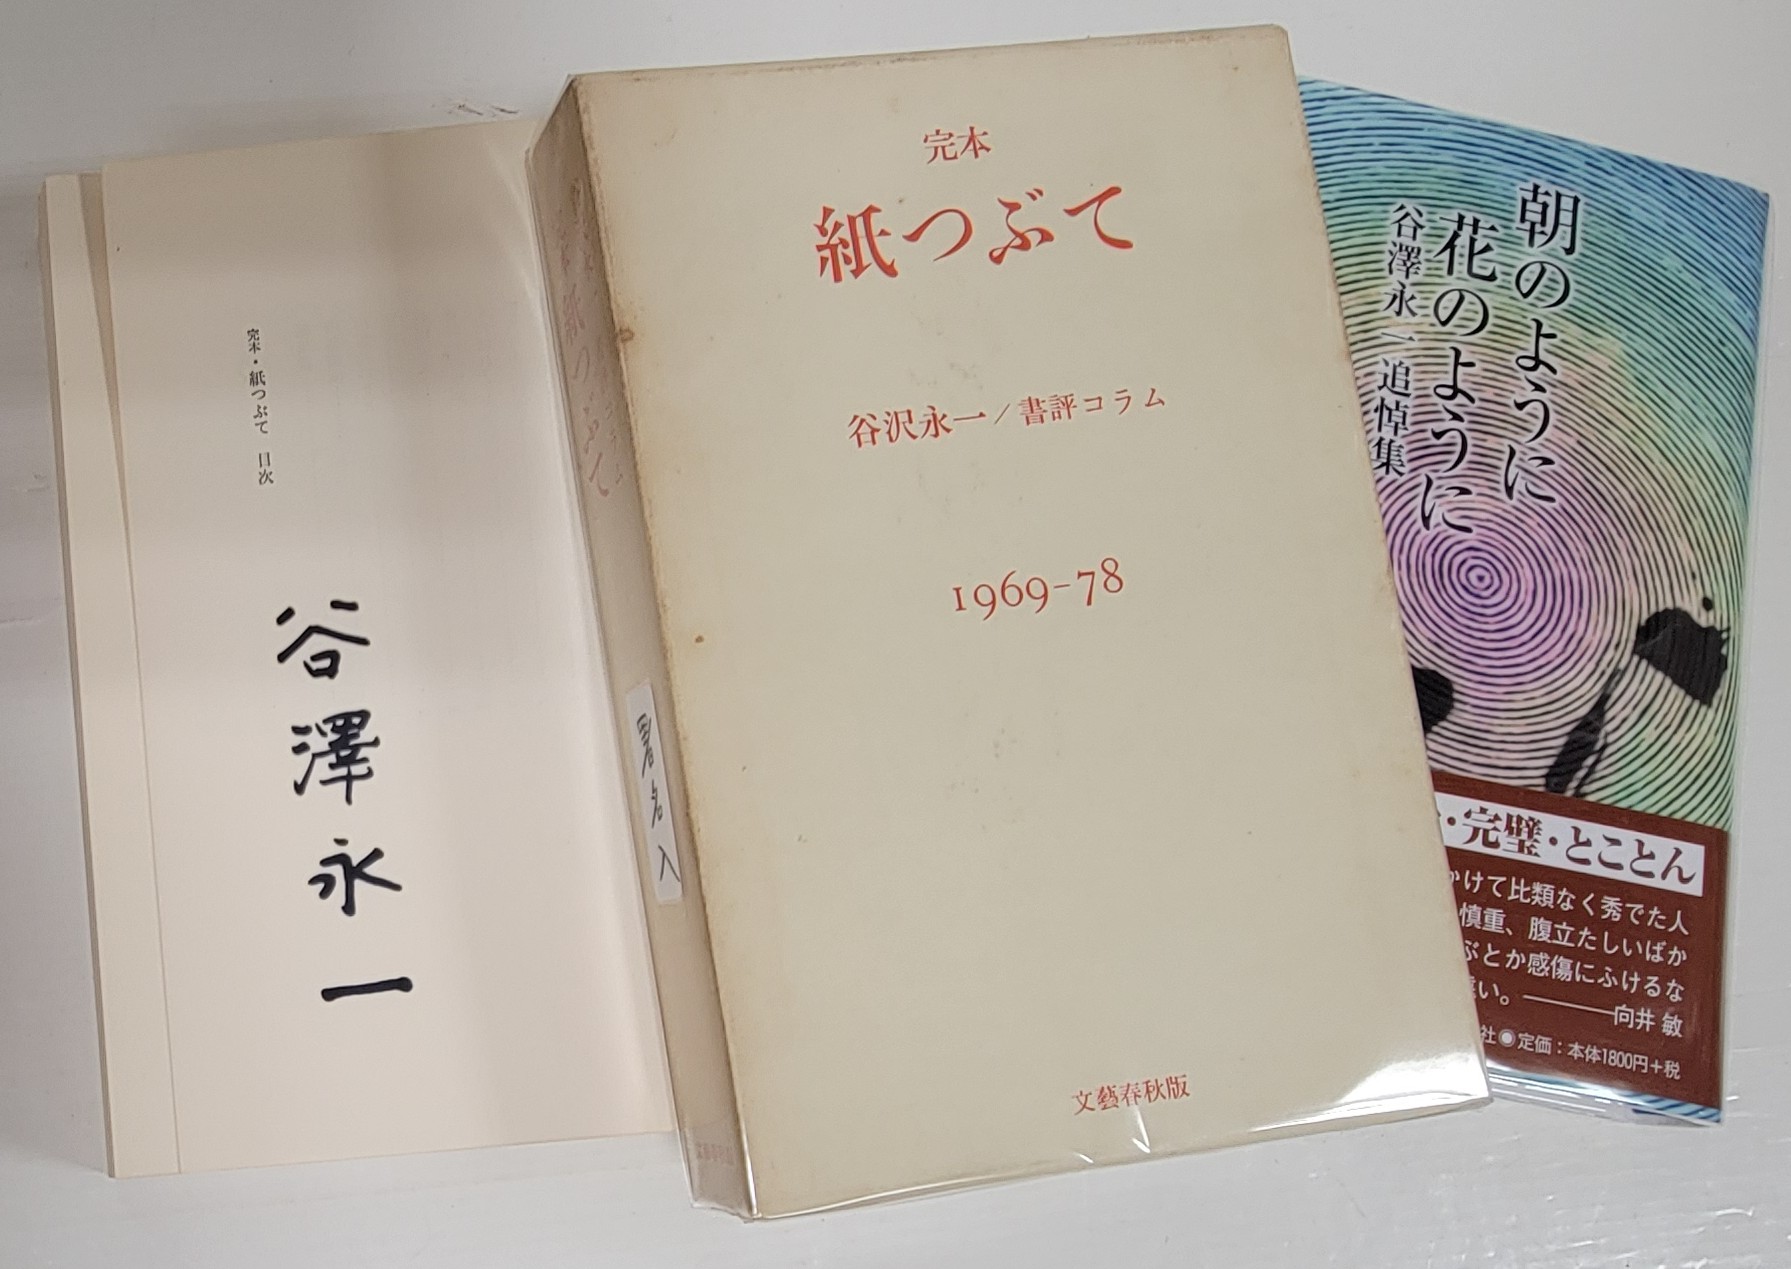 完本・紙つぶて 目次
谷澤永一
完本
紙つぶて
谷沢永一／書評コラム
1969-78
文藝春秋版
紙つぶて
署名入
朝のように
花のように
谷澤永一追悼集
・完璧・とことん
かけて比類なく秀でた人
慎重、腹立たしいばか
ぶとか感傷にふけるな
い。――向井 敏
社●定価：本体1800円＋税